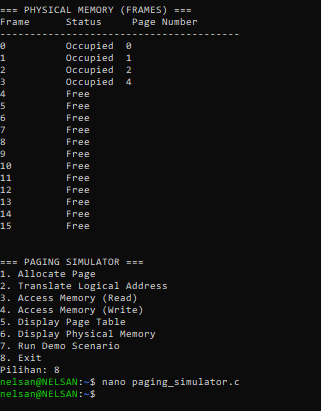 === PHYSICAL MEMORY (FRAMES) ===
Frame Status Page Number
----------------------------------------
0 Occupied 0
1 Occupied 1
2 Occupied 2
3 Occupied 4
4 Free
5 Free
6 Free
7 Free
8 Free
9 Free
10 Free
11 Free
12 Free
13 Free
14 Free
15 Free
=== PAGING SIMULATOR ===
1. Allocate Page
2. Translate Logical Address
3. Access Memory (Read)
4. Access Memory (Write)
5. Display Page Table
6. Display Physical Memory
7. Run Demo Scenario
8. Exit
Pilihan: 8
nelsan@NELSAN:~$ nano paging_simulator.c
nelsan@NELSAN:~$